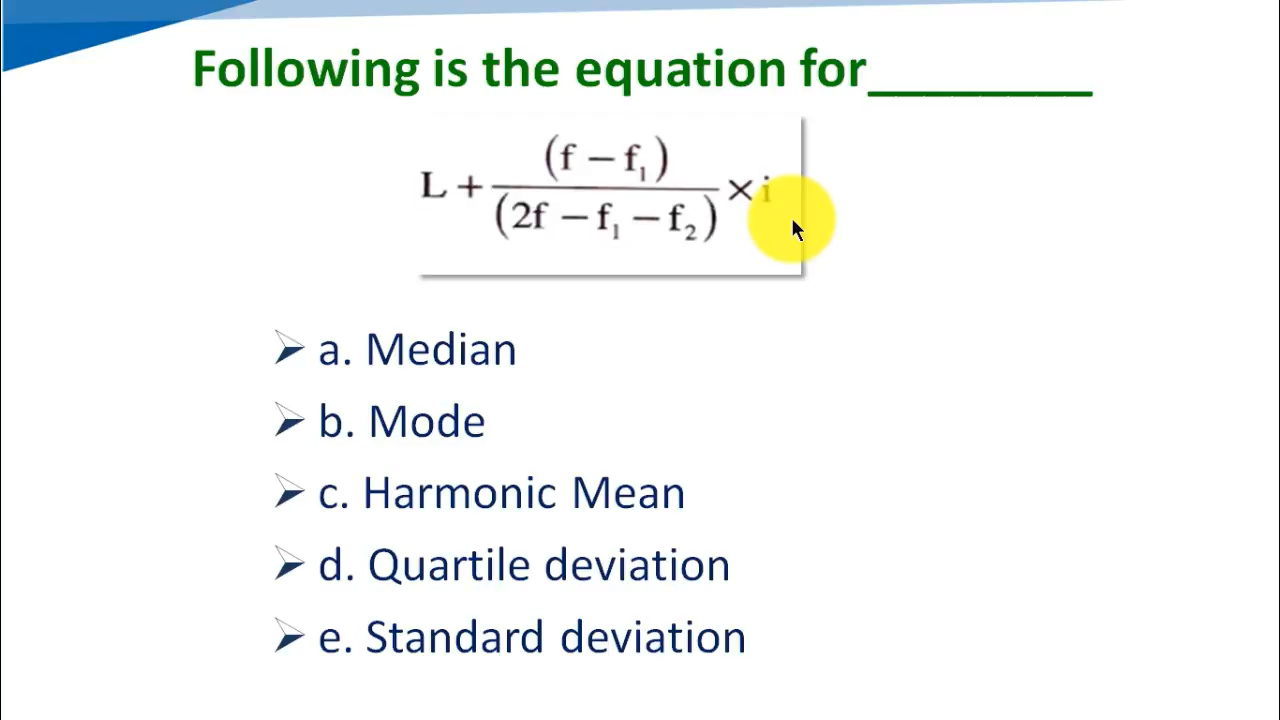 Following is the equation for________
L + (f − f₁) / (2f − f₁ − f₂) × i
a. Median
b. Mode
c. Harmonic Mean
d. Quartile deviation
e. Standard deviation